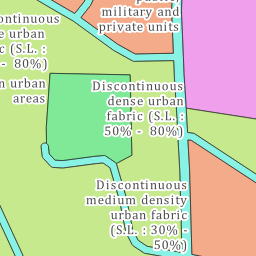 public,
military and
private units
continuous
e urban
c (S.L. :
- 80%)
n urban
areas
Discontinuous
dense urban
fabric (S.L. :
50% - 80%)
Discontinuous
medium density
urban fabric
(S.L. : 30% -
50%)